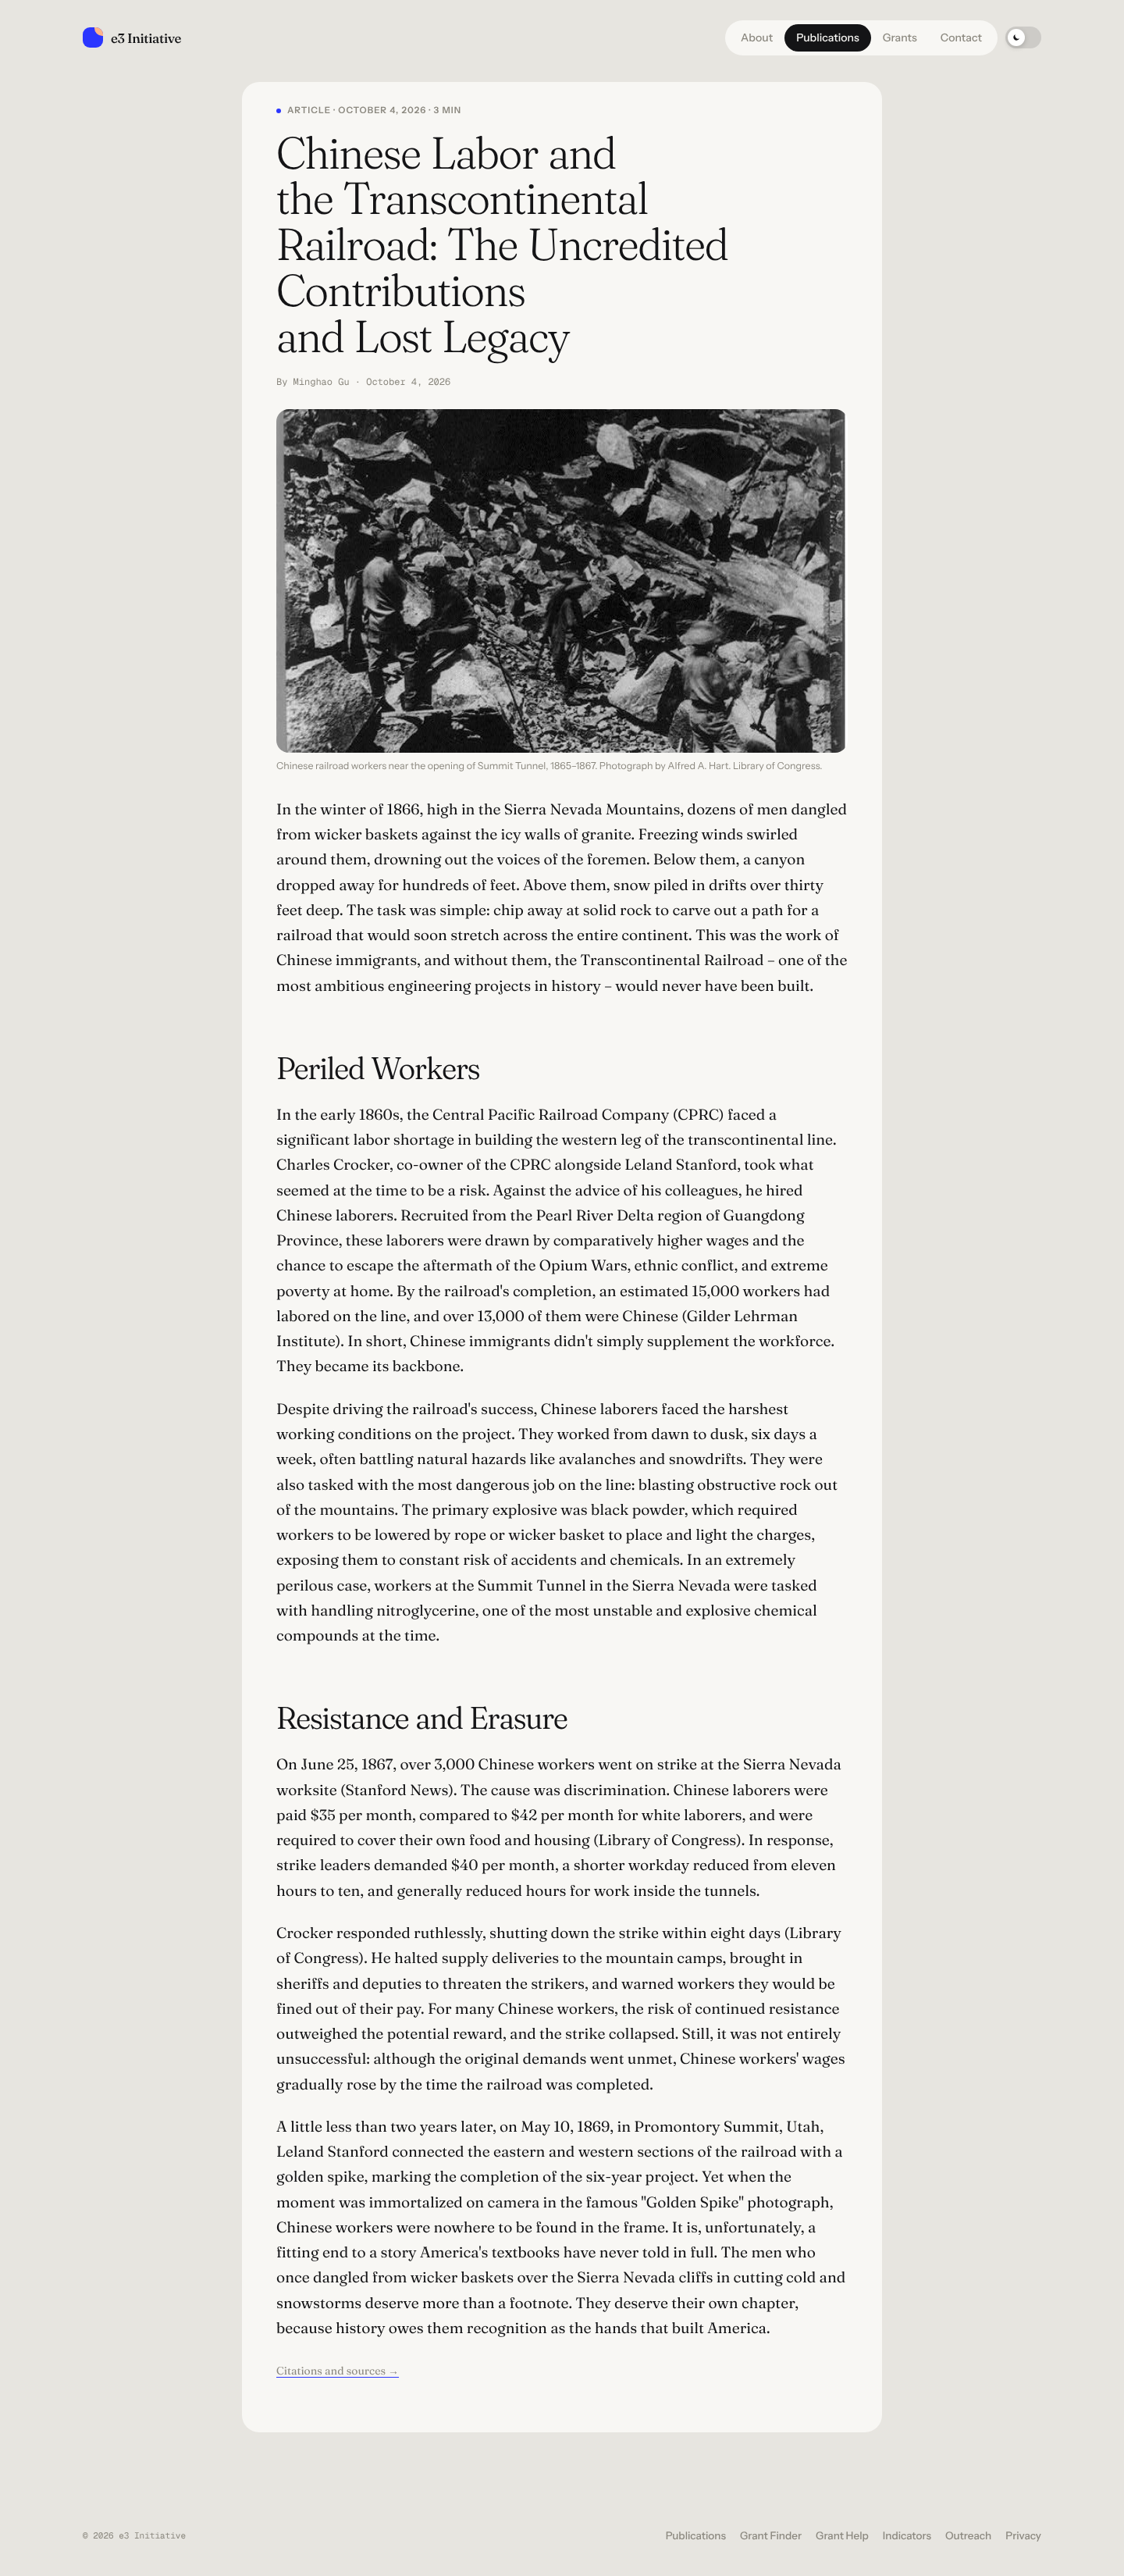 e3 Initiative
About Publications Grants Contact
ARTICLE · OCTOBER 4, 2026 · 3 MIN
Chinese Labor and
the Transcontinental
Railroad: The Uncredited
Contributions
and Lost Legacy
By Minghao Gu · October 4, 2026
Chinese railroad workers near the opening of Summit Tunnel, 1865–1867. Photograph by Alfred A. Hart. Library of Congress.
In the winter of 1866, high in the Sierra Nevada Mountains, dozens of men dangled
from wicker baskets against the icy walls of granite. Freezing winds swirled
around them, drowning out the voices of the foremen. Below them, a canyon
dropped away for hundreds of feet. Above them, snow piled in drifts over thirty
feet deep. The task was simple: chip away at solid rock to carve out a path for a
railroad that would soon stretch across the entire continent. This was the work of
Chinese immigrants, and without them, the Transcontinental Railroad – one of the
most ambitious engineering projects in history – would never have been built.
Periled Workers
In the early 1860s, the Central Pacific Railroad Company (CPRC) faced a
significant labor shortage in building the western leg of the transcontinental line.
Charles Crocker, co-owner of the CPRC alongside Leland Stanford, took what
seemed at the time to be a risk. Against the advice of his colleagues, he hired
Chinese laborers. Recruited from the Pearl River Delta region of Guangdong
Province, these laborers were drawn by comparatively higher wages and the
chance to escape the aftermath of the Opium Wars, ethnic conflict, and extreme
poverty at home. By the railroad's completion, an estimated 15,000 workers had
labored on the line, and over 13,000 of them were Chinese (Gilder Lehrman
Institute). In short, Chinese immigrants didn't simply supplement the workforce.
They became its backbone.
Despite driving the railroad's success, Chinese laborers faced the harshest
working conditions on the project. They worked from dawn to dusk, six days a
week, often battling natural hazards like avalanches and snowdrifts. They were
also tasked with the most dangerous job on the line: blasting obstructive rock out
of the mountains. The primary explosive was black powder, which required
workers to be lowered by rope or wicker basket to place and light the charges,
exposing them to constant risk of accidents and chemicals. In an extremely
perilous case, workers at the Summit Tunnel in the Sierra Nevada were tasked
with handling nitroglycerine, one of the most unstable and explosive chemical
compounds at the time.
Resistance and Erasure
On June 25, 1867, over 3,000 Chinese workers went on strike at the Sierra Nevada
worksite (Stanford News). The cause was discrimination. Chinese laborers were
paid $35 per month, compared to $42 per month for white laborers, and were
required to cover their own food and housing (Library of Congress). In response,
strike leaders demanded $40 per month, a shorter workday reduced from eleven
hours to ten, and generally reduced hours for work inside the tunnels.
Crocker responded ruthlessly, shutting down the strike within eight days (Library
of Congress). He halted supply deliveries to the mountain camps, brought in
sheriffs and deputies to threaten the strikers, and warned workers they would be
fined out of their pay. For many Chinese workers, the risk of continued resistance
outweighed the potential reward, and the strike collapsed. Still, it was not entirely
unsuccessful: although the original demands went unmet, Chinese workers' wages
gradually rose by the time the railroad was completed.
A little less than two years later, on May 10, 1869, in Promontory Summit, Utah,
Leland Stanford connected the eastern and western sections of the railroad with a
golden spike, marking the completion of the six-year project. Yet when the
moment was immortalized on camera in the famous "Golden Spike" photograph,
Chinese workers were nowhere to be found in the frame. It is, unfortunately, a
fitting end to a story America's textbooks have never told in full. The men who
once dangled from wicker baskets over the Sierra Nevada cliffs in cutting cold and
snowstorms deserve more than a footnote. They deserve their own chapter,
because history owes them recognition as the hands that built America.
Citations and sources →
© 2026 e3 Initiative
Publications Grant Finder Grant Help Indicators Outreach Privacy